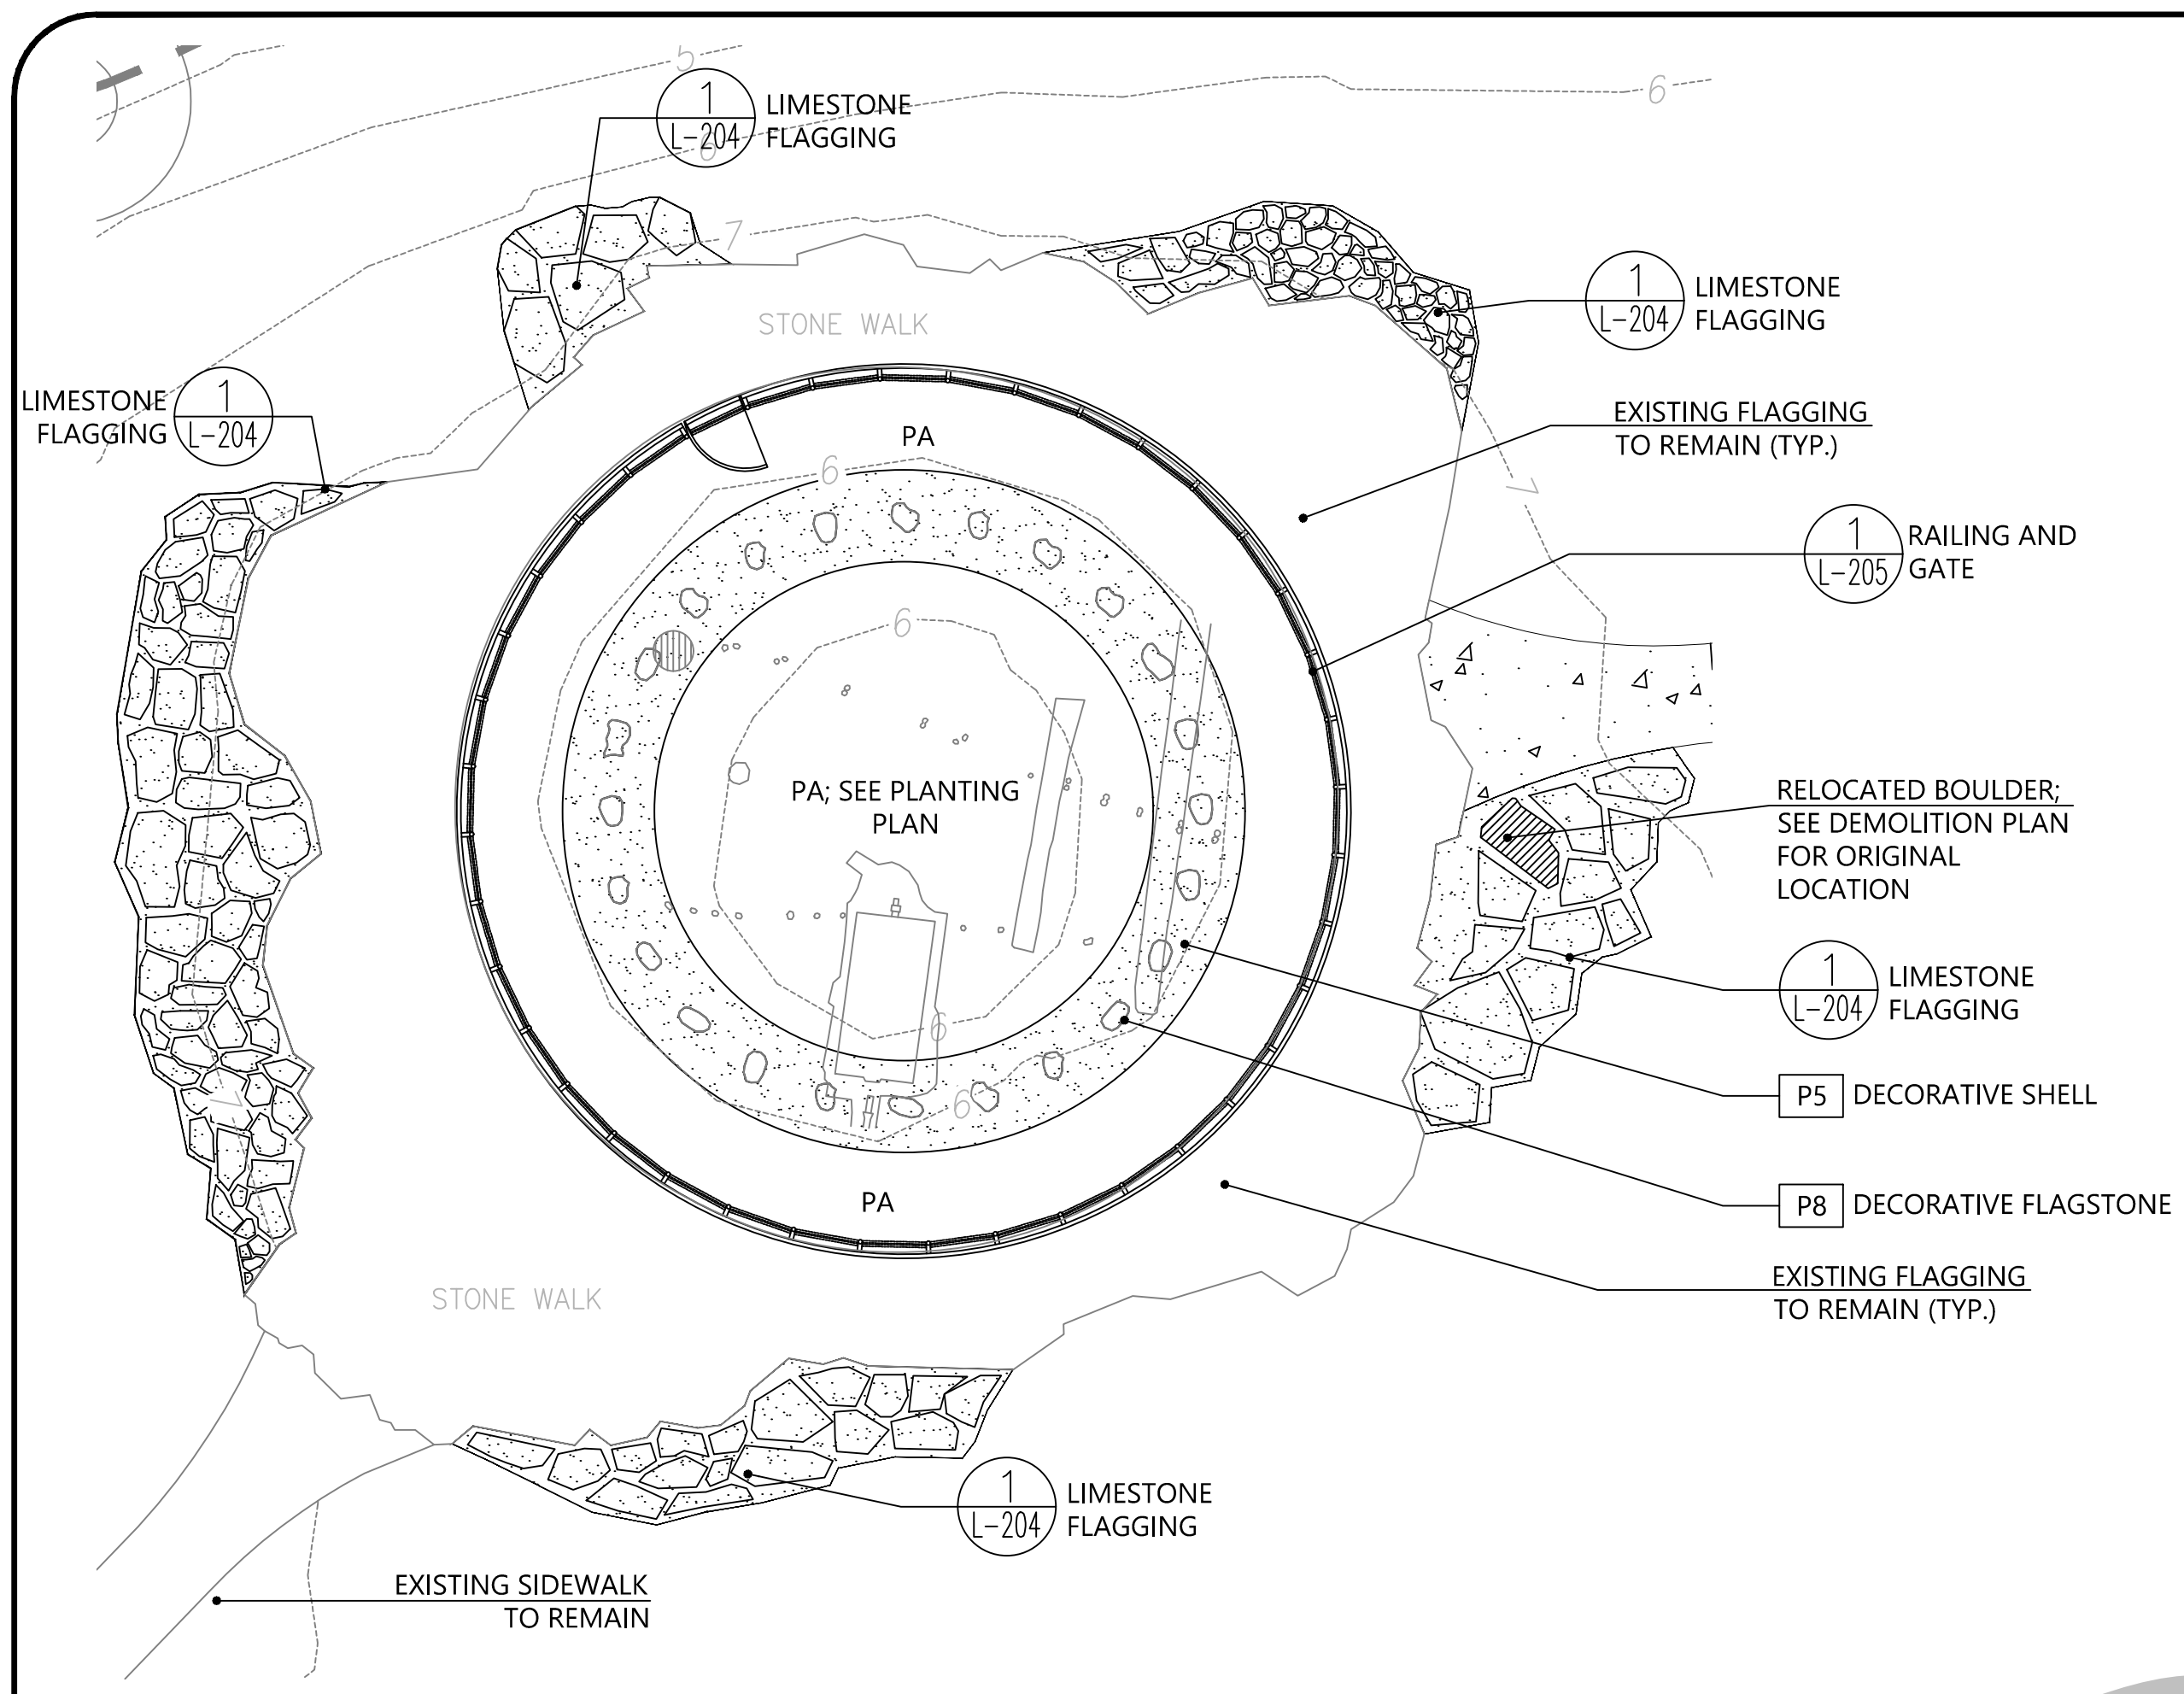 5
6
1
L-204
LIMESTONE
FLAGGING
6
7
1
L-204
LIMESTONE
FLAGGING
STONE WALK
LIMESTONE
FLAGGING
1
L-204
EXISTING FLAGGING
TO REMAIN (TYP.)
PA
6
7
1
L-205
RAILING AND
GATE
6
PA; SEE PLANTING
PLAN
RELOCATED BOULDER;
SEE DEMOLITION PLAN
FOR ORIGINAL
LOCATION
1
L-204
LIMESTONE
FLAGGING
6
P5 DECORATIVE SHELL
6
7
PA
P8 DECORATIVE FLAGSTONE
EXISTING FLAGGING
TO REMAIN (TYP.)
STONE WALK
1
L-204
LIMESTONE
FLAGGING
EXISTING SIDEWALK
TO REMAIN